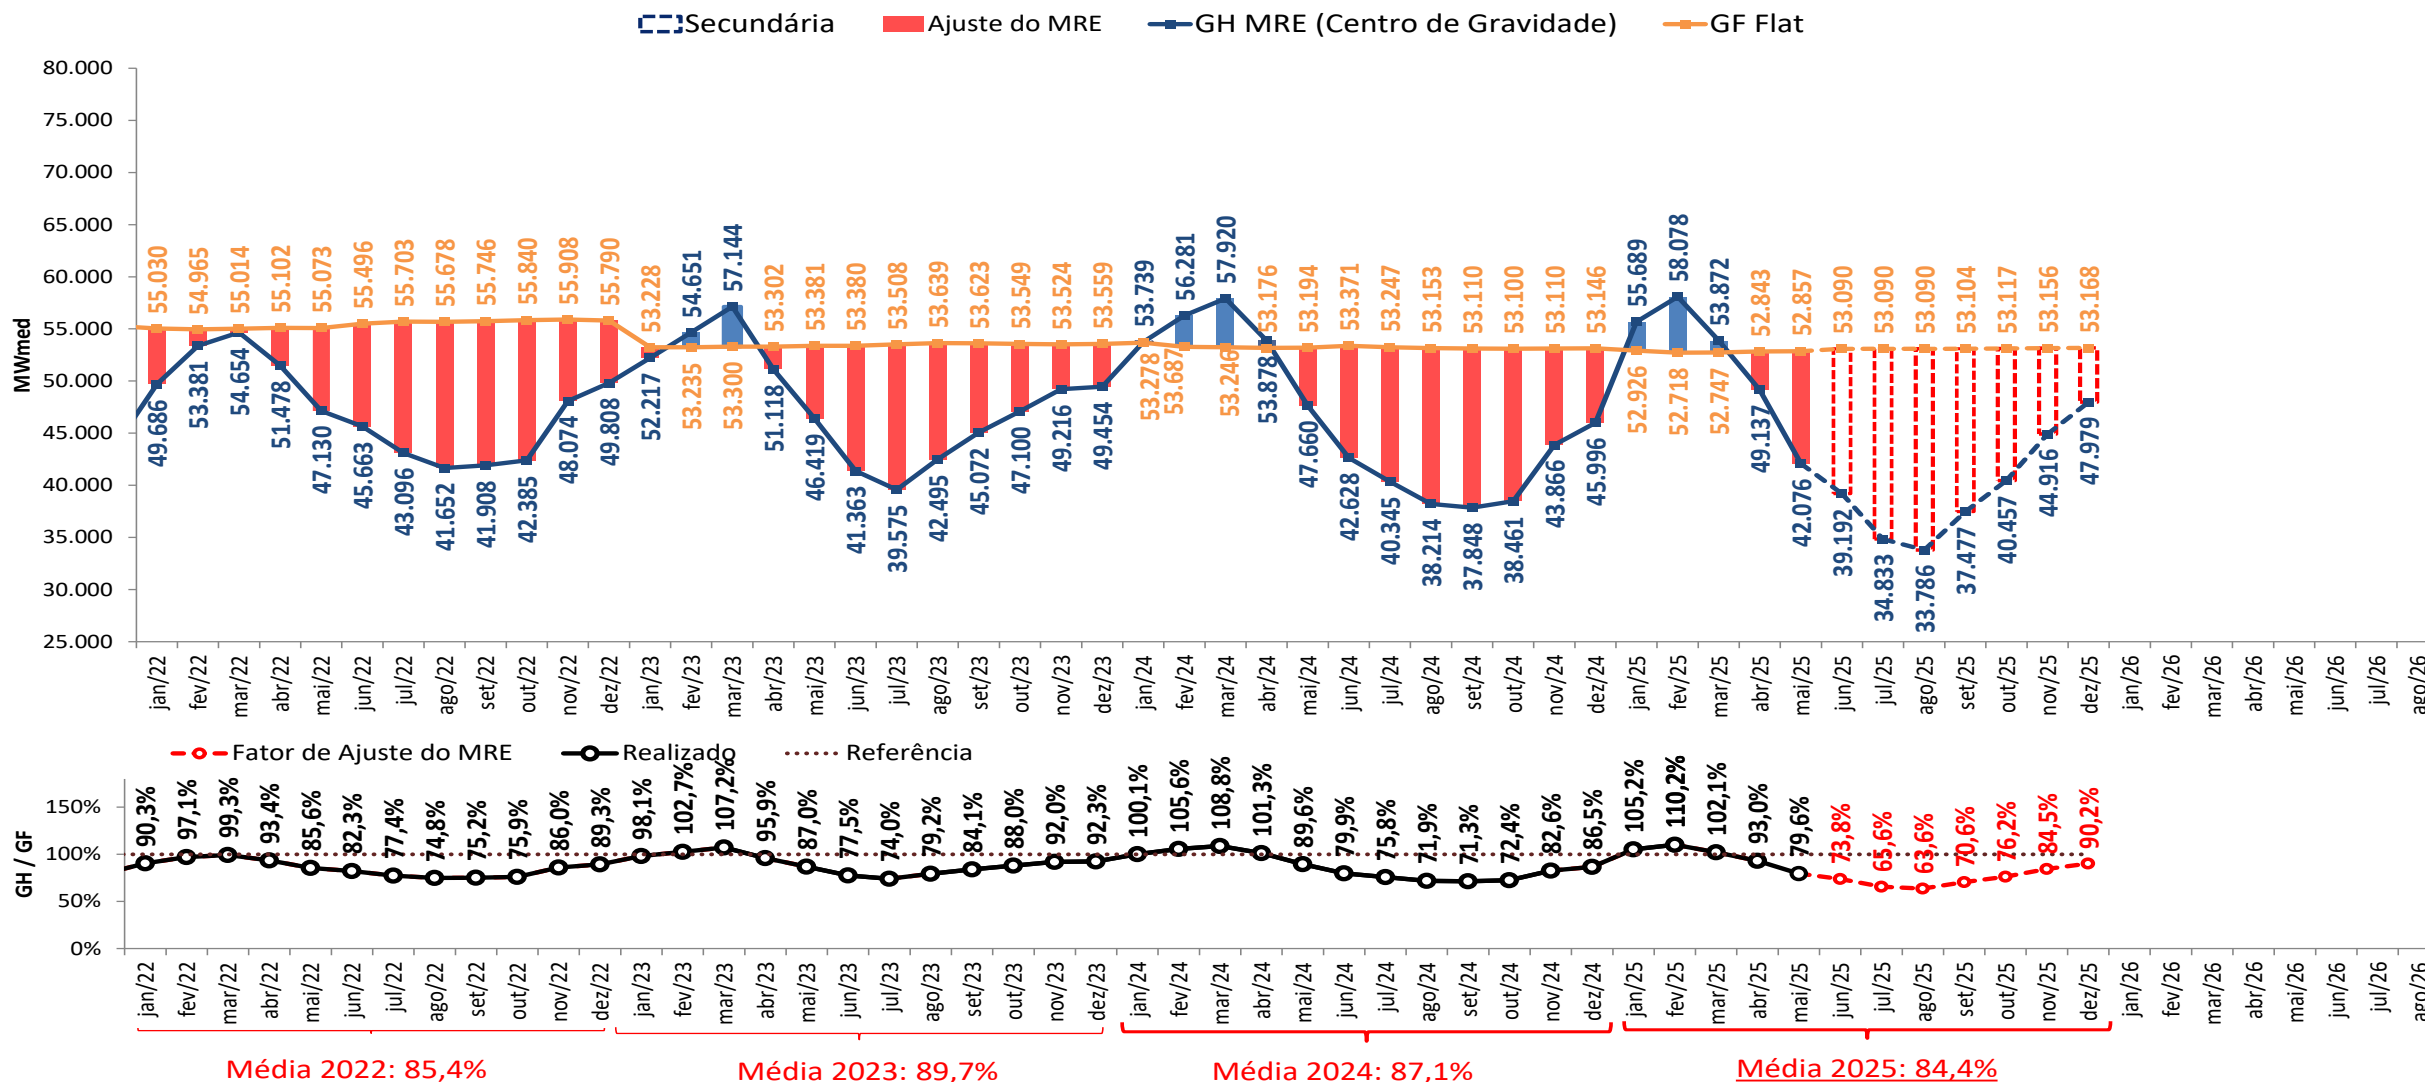 Secundária Ajuste do MRE GH MRE (Centro de Gravidade) GF Flat
MWmed
80.000
75.000
70.000
65.000
60.000
55.000
50.000
45.000
40.000
35.000
30.000
25.000
55.030 54.965 55.014 55.102 55.073 55.496 55.703 55.678 55.746 55.840 55.908 55.790 53.228 54.651 57.144 53.302 53.381 53.380 53.508 53.639 53.623 53.549 53.524 53.559 53.739 56.281 57.920 53.176 53.194 53.371 53.247 53.153 53.110 53.100 53.110 53.146 55.689 58.078 53.872 52.843 52.857 53.090 53.090 53.090 53.104 53.117 53.156 53.168
49.686 53.381 54.654 51.478 47.130 45.663 43.096 41.652 41.908 42.385 48.074 49.808 52.217 53.235 53.300 51.118 46.419 41.363 39.575 42.495 45.072 47.100 49.216 49.454 53.278 53.687 53.246 53.878 47.660 42.628 40.345 38.214 37.848 38.461 43.866 45.996 52.926 52.718 52.747 49.137 42.076 39.192 34.833 33.786 37.477 40.457 44.916 47.979
jan/22 fev/22 mar/22 abr/22 mai/22 jun/22 jul/22 ago/22 set/22 out/22 nov/22 dez/22 jan/23 fev/23 mar/23 abr/23 mai/23 jun/23 jul/23 ago/23 set/23 out/23 nov/23 dez/23 jan/24 fev/24 mar/24 abr/24 mai/24 jun/24 jul/24 ago/24 set/24 out/24 nov/24 dez/24 jan/25 fev/25 mar/25 abr/25 mai/25 jun/25 jul/25 ago/25 set/25 out/25 nov/25 dez/25 jan/26 fev/26 mar/26 abr/26 mai/26 jun/26 jul/26 ago/26
Fator de Ajuste do MRE Realizado Referência
GH / GF
150%
100%
50%
0%
90,3% 97,1% 99,3% 93,4% 85,6% 82,3% 77,4% 74,8% 75,2% 75,9% 86,0% 89,3% 98,1% 102,7% 107,2% 95,9% 87,0% 77,5% 74,0% 79,2% 84,1% 88,0% 92,0% 92,3% 100,1% 105,6% 108,8% 101,3% 89,6% 79,9% 75,8% 71,9% 71,3% 72,4% 82,6% 86,5% 105,2% 110,2% 102,1% 93,0% 79,6% 73,8% 65,6% 63,6% 70,6% 76,2% 84,5% 90,2%
jan/22 fev/22 mar/22 abr/22 mai/22 jun/22 jul/22 ago/22 set/22 out/22 nov/22 dez/22 jan/23 fev/23 mar/23 abr/23 mai/23 jun/23 jul/23 ago/23 set/23 out/23 nov/23 dez/23 jan/24 fev/24 mar/24 abr/24 mai/24 jun/24 jul/24 ago/24 set/24 out/24 nov/24 dez/24 jan/25 fev/25 mar/25 abr/25 mai/25 jun/25 jul/25 ago/25 set/25 out/25 nov/25 dez/25 jan/26 fev/26 mar/26 abr/26 mai/26 jun/26 jul/26 ago/26
Média 2022: 85,4% Média 2023: 89,7% Média 2024: 87,1% Média 2025: 84,4%